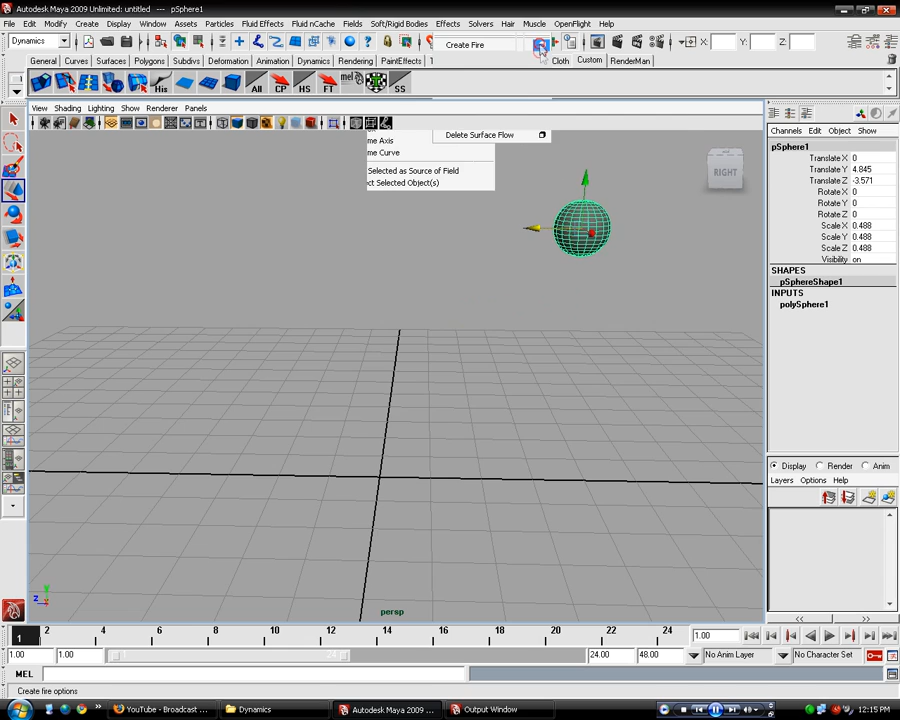 Autodesk Maya 2009 Unlimited: untitled --- pSphere1
File Edit Modify Create Display Window Assets Particles Fluid Effects Fluid nCache Fields Soft/Rigid Bodies Effects Solvers Hair Muscle OpenFlight Help
Dynamics Create Fire X: Y: Z:
General Curves Surfaces Polygons Subdivs Deformation Animation Dynamics Rendering PaintEffects Cloth Custom RenderMan
His All CP HS FT mel SS
View Shading Lighting Show Renderer Panels
Channels Edit Object Show
Delete Surface Flow
me Axis
me Curve
Selected as Source of Field
ct Selected Object(s)
RIGHT
pSphere1
Translate X 0
Translate Y 4.845
Translate Z -3.571
Rotate X 0
Rotate Y 0
Rotate Z 0
Scale X 0.488
Scale Y 0.488
Scale Z 0.488
Visibility on
SHAPES
pSphereShape1
INPUTS
polySphere1
Display Render Anim
Layers Options Help
y
z
persp
1 2 4 6 8 10 12 14 16 18 20 22 24 1.00
1.00 1.00 24.00 48.00 No Anim Layer No Character Set
MEL
Create fire options
start YouTube - Broadcast ... Dynamics Autodesk Maya 2009 ... Output Window 12:15 PM